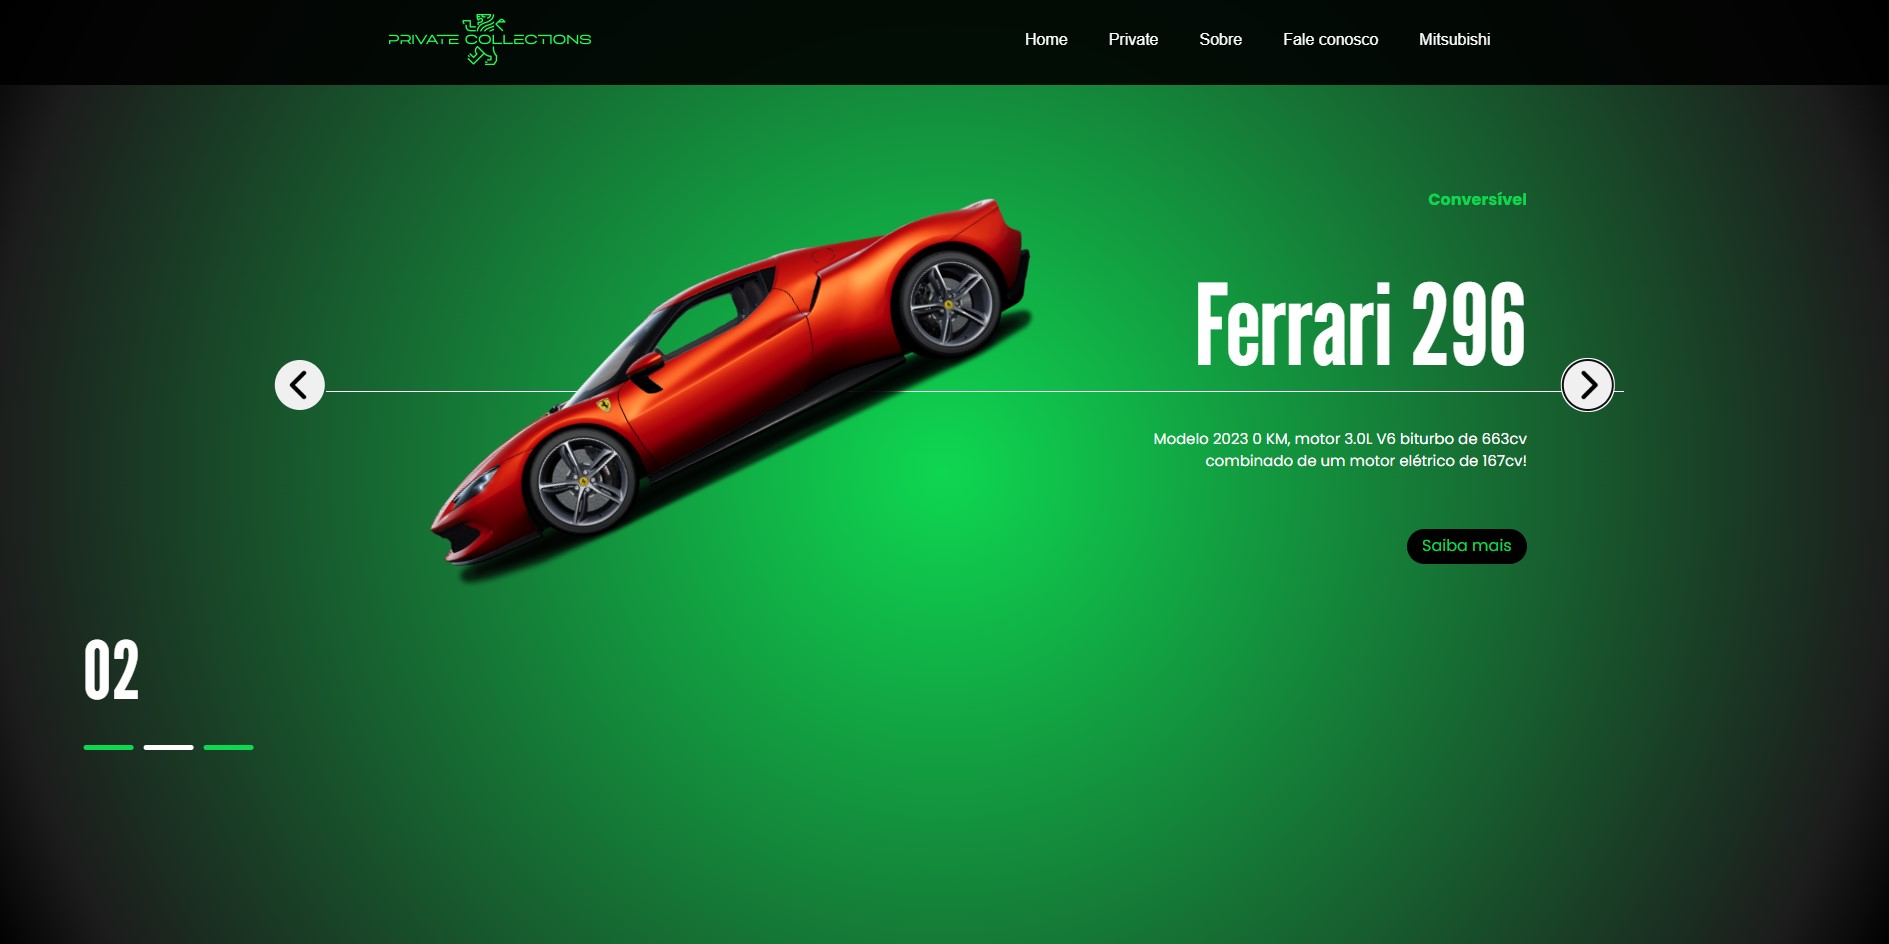 PRIVATE COLLECTIONS
Home Private Sobre Fale conosco Mitsubishi
Conversível
Ferrari 296
Modelo 2023 0 KM, motor 3.0L V6 biturbo de 663cv
combinado de um motor elétrico de 167cv!
Saiba mais
02